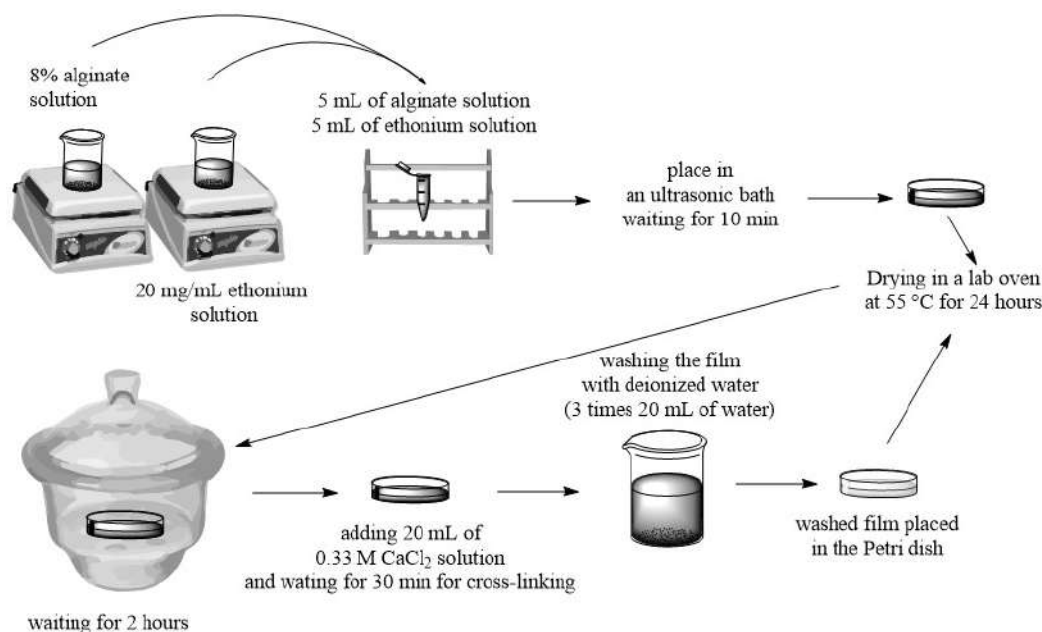 8% alginate
solution
5 mL of alginate solution
5 mL of ethonium solution
20 mg/mL ethonium
solution
place in
an ultrasonic bath
waiting for 10 min
Drying in a lab oven
at 55 °C for 24 hours
waiting for 2 hours
adding 20 mL of
0.33 M CaCl₂ solution
and wating for 30 min for cross-linking
washing the film
with deionized water
(3 times 20 mL of water)
washed film placed
in the Petri dish